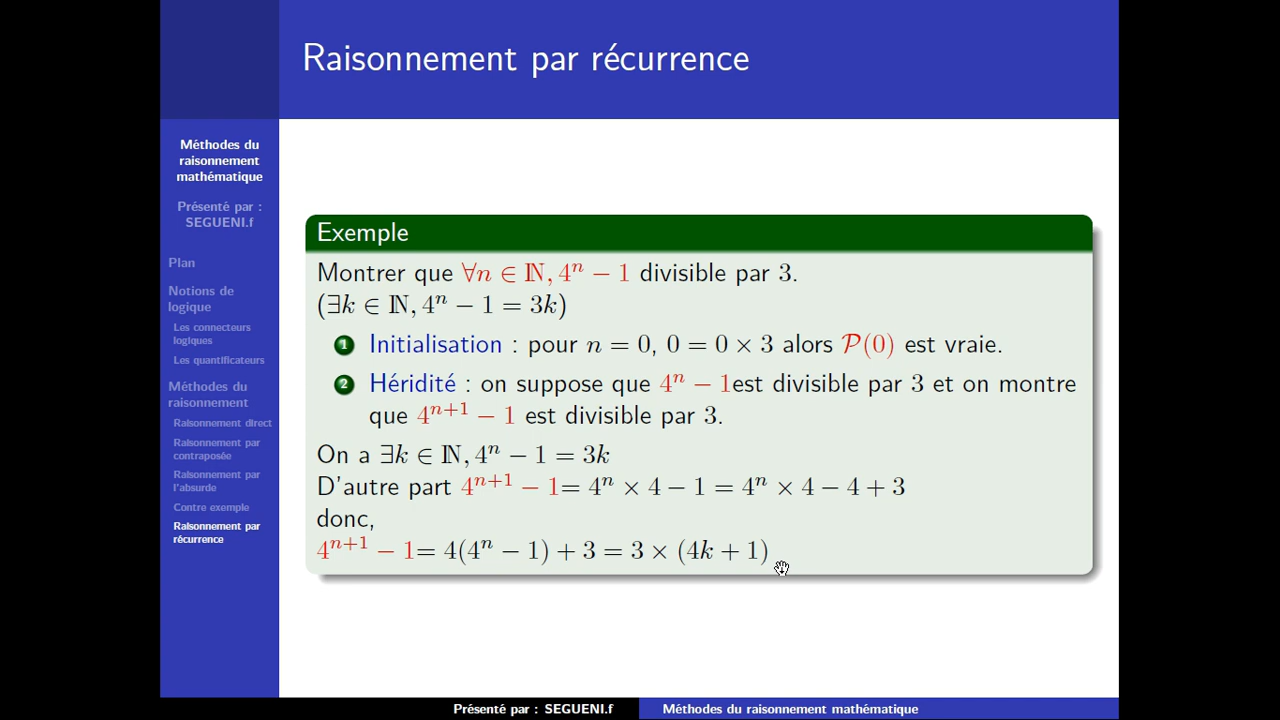 Raisonnement par récurrence
Méthodes du
raisonnement
mathématique
Présenté par :
SEGUENI.f
Plan
Notions de
logique
Les connecteurs
logiques
Les quantificateurs
Méthodes du
raisonnement
Raisonnement direct
Raisonnement par
contraposée
Raisonnement par
l'absurde
Contre exemple
Raisonnement par
récurrence
Exemple
Montrer que ∀n ∈ ℕ, 4ⁿ − 1 divisible par 3.
(∃k ∈ ℕ, 4ⁿ − 1 = 3k)
1 Initialisation : pour n = 0, 0 = 0 × 3 alors 𝒫(0) est vraie.
2 Héridité : on suppose que 4ⁿ − 1est divisible par 3 et on montre
que 4ⁿ⁺¹ − 1 est divisible par 3.
On a ∃k ∈ ℕ, 4ⁿ − 1 = 3k
D'autre part 4ⁿ⁺¹ − 1= 4ⁿ × 4 − 1 = 4ⁿ × 4 − 4 + 3
donc,
4ⁿ⁺¹ − 1= 4(4ⁿ − 1) + 3 = 3 × (4k + 1)
Présenté par : SEGUENI.f
Méthodes du raisonnement mathématique